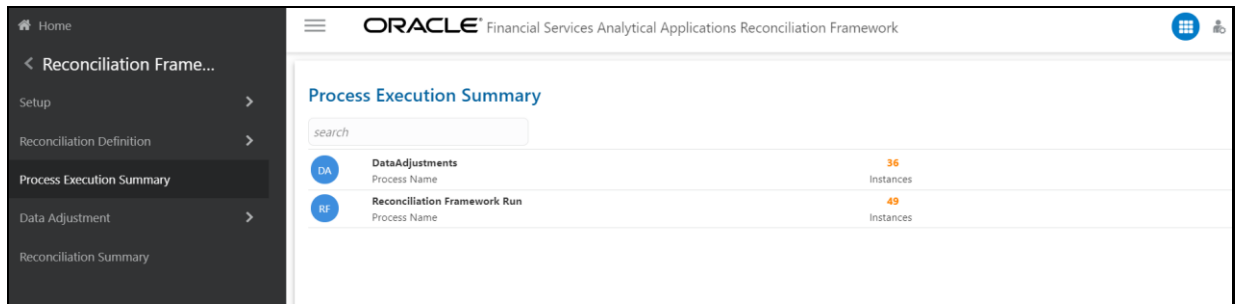 Home
Reconciliation Frame...
Setup
Reconciliation Definition
Process Execution Summary
Data Adjustment
Reconciliation Summary
ORACLE® Financial Services Analytical Applications Reconciliation Framework
Process Execution Summary
search
DA
DataAdjustments
Process Name
36
Instances
RF
Reconciliation Framework Run
Process Name
49
Instances